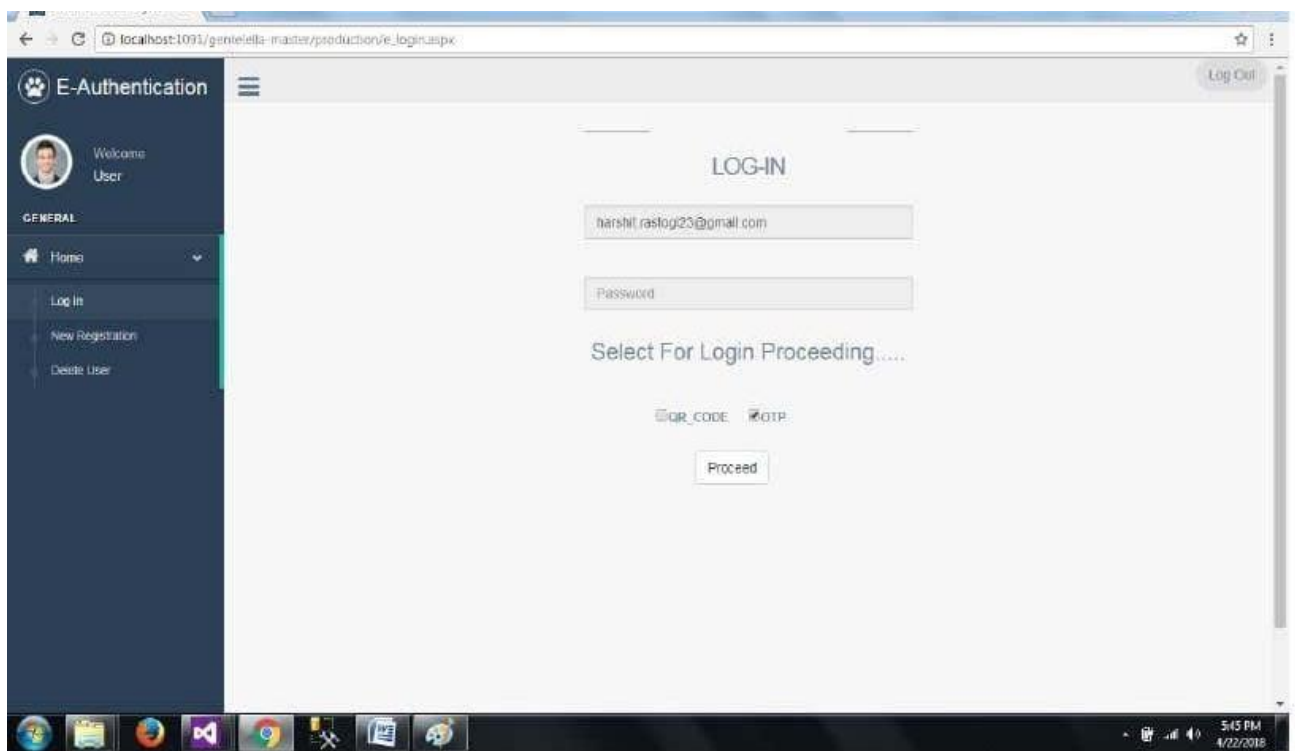 localhost:1091/gentelella-master/production/e_login.aspx
E-Authentication
Log Out
Welcome
User
GENERAL
Home
Log in
New Registration
Delete User
LOG-IN
harshit.rastogi23@gmail.com
Password
Select For Login Proceeding.....
QR_CODE OTP
Proceed
5:45 PM
4/22/2018